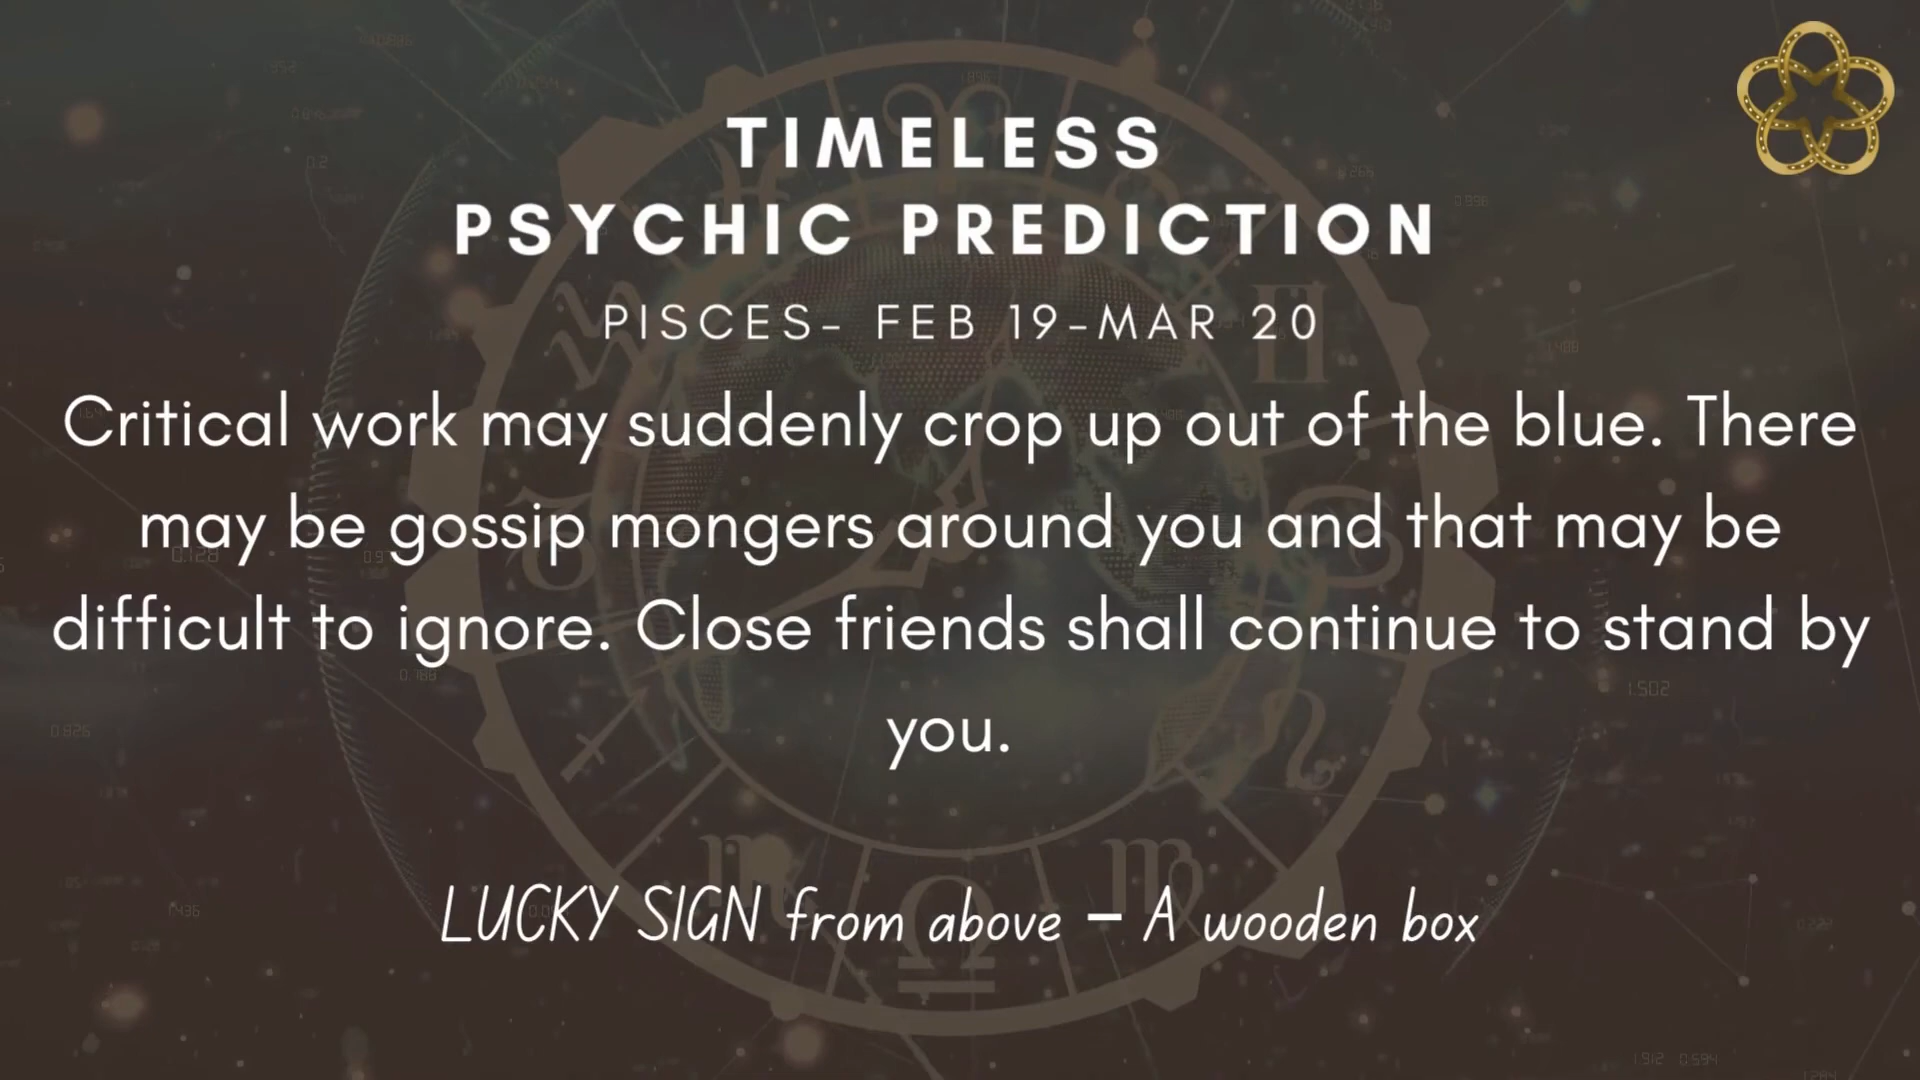 TIMELESS
PSYCHIC PREDICTION
PISCES- FEB 19-MAR 20
Critical work may suddenly crop up out of the blue. There
may be gossip mongers around you and that may be
difficult to ignore. Close friends shall continue to stand by
you.
LUCKY SIGN from above – A wooden box